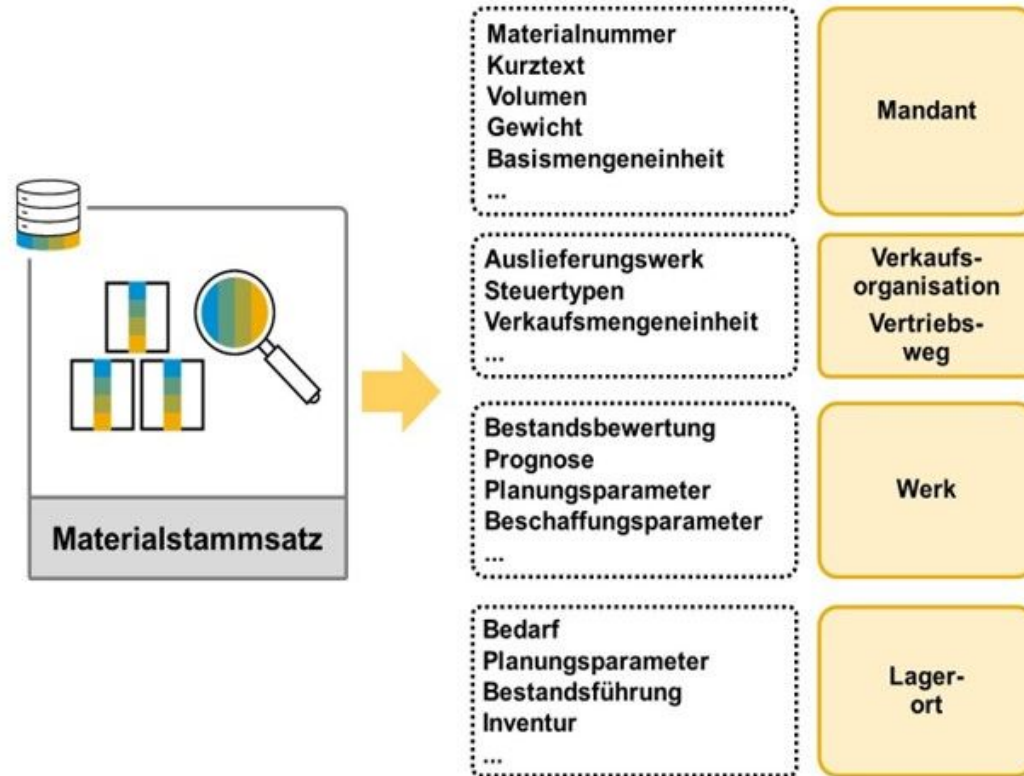 Materialstammsatz
Materialnummer
Kurztext
Volumen
Gewicht
Basismengeneinheit
...
Mandant
Auslieferungswerk
Steuertypen
Verkaufsmengeneinheit
...
Verkaufs-
organisation
Vertriebs-
weg
Bestandsbewertung
Prognose
Planungsparameter
Beschaffungsparameter
...
Werk
Bedarf
Planungsparameter
Bestandsführung
Inventur
...
Lager-
ort